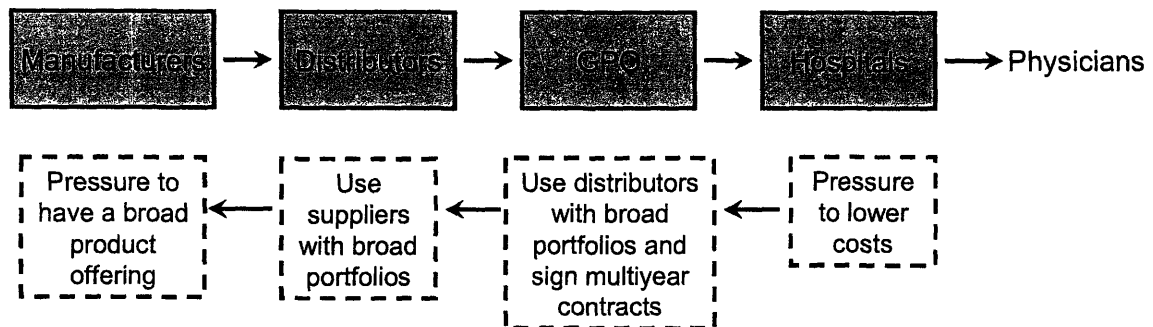 Manufacturers
Distributors
GPO
Hospitals
Physicians
Pressure to
have a broad
product
offering
Use
suppliers
with broad
portfolios
Use distributors
with broad
portfolios and
sign multiyear
contracts
Pressure
to lower
costs